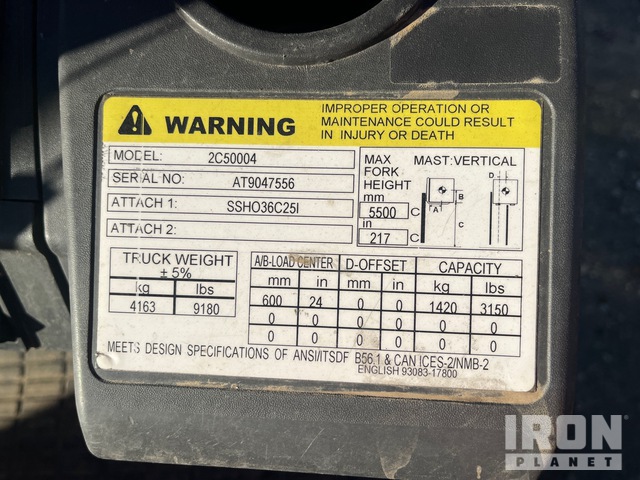 WARNING
IMPROPER OPERATION OR
MAINTENANCE COULD RESULT
IN INJURY OR DEATH
MODEL: 2C50004
SERIAL NO: AT9047556
ATTACH 1: SSHO36C25I
ATTACH 2:
MAX
FORK
HEIGHT
mm
5500 C
in
217 C
MAST:VERTICAL
D
A
B
C
TRUCK WEIGHT
± 5%
kg lbs
4163 9180
A/B-LOAD CENTER D-OFFSET CAPACITY
mm in mm in kg lbs
600 24 0 0 1420 3150
0 0 0 0 0 0
0 0 0 0 0 0
MEETS DESIGN SPECIFICATIONS OF ANSI/ITSDF B56.1 & CAN ICES-2/NMB-2
ENGLISH 93083-17800
IRON
PLANET